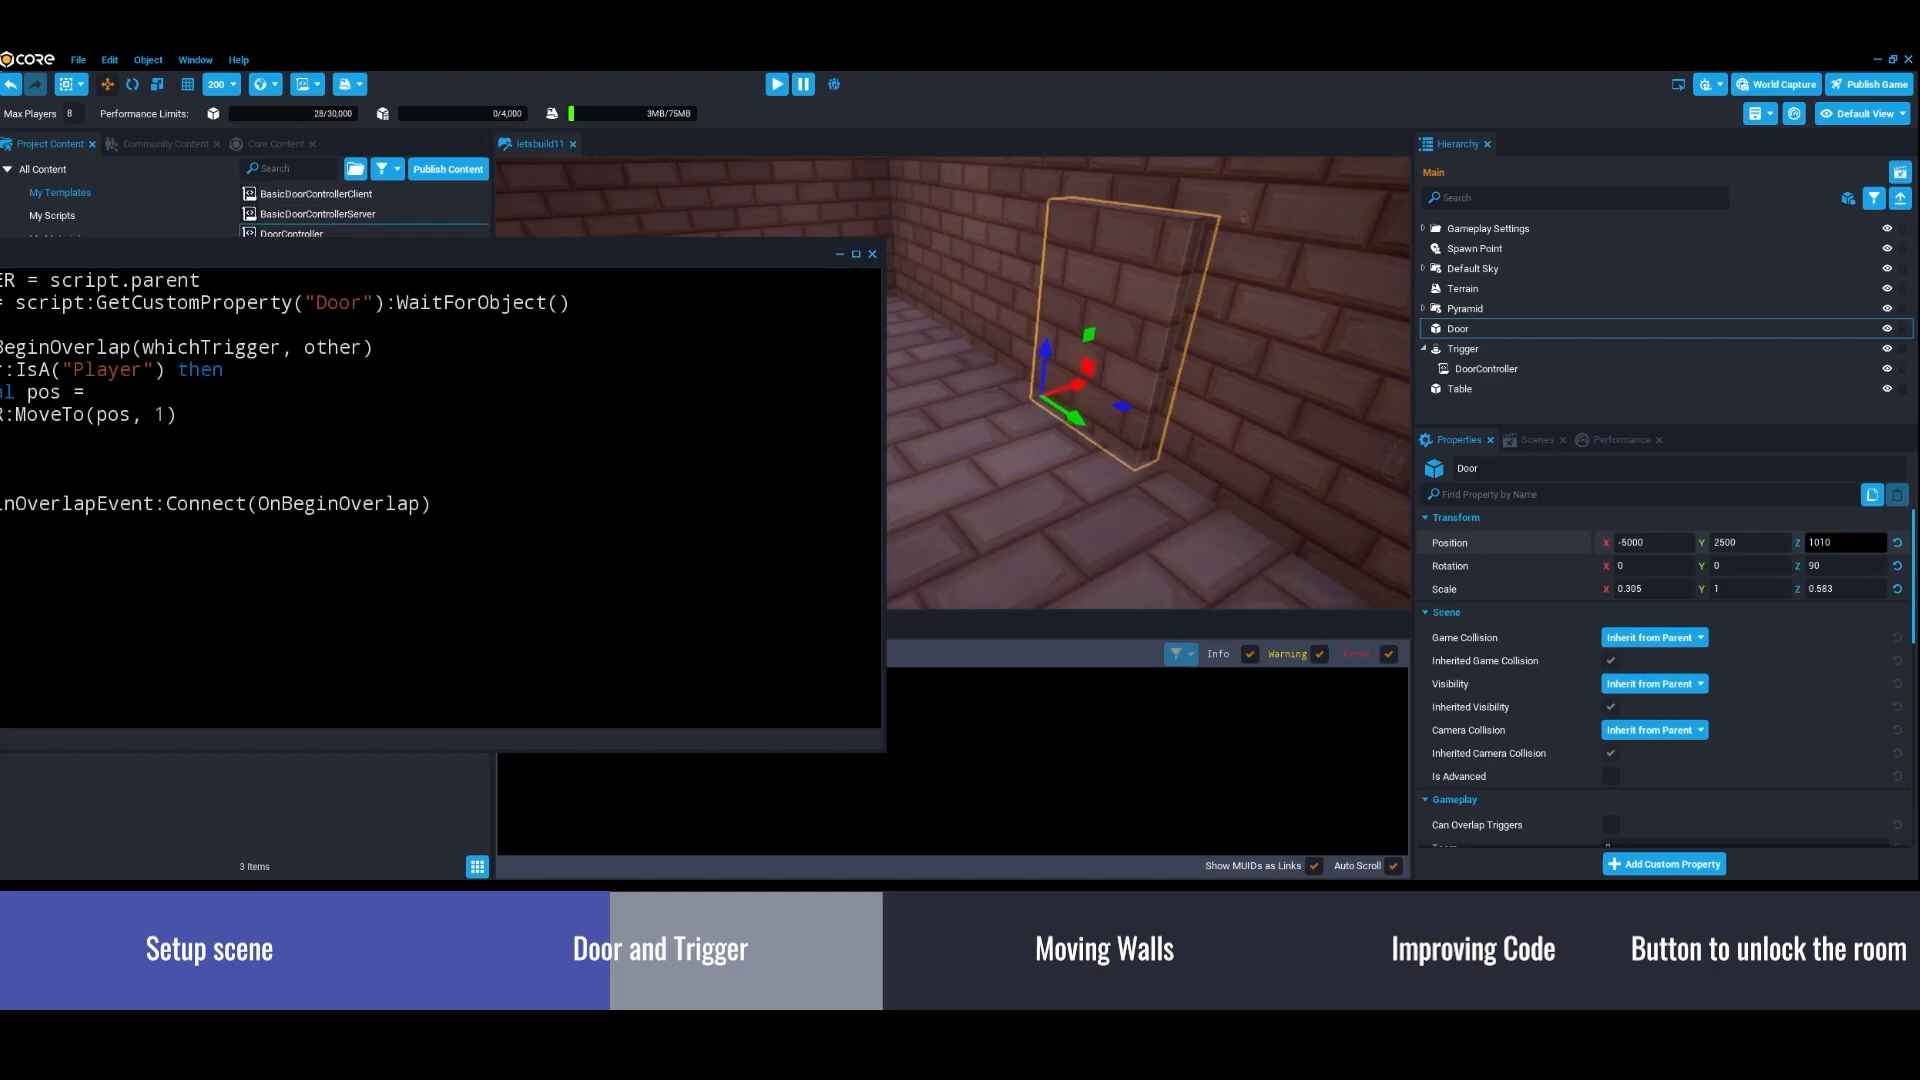 CORE File Edit Object Window Help
200
World Capture Publish Game
Max Players 8 Performance Limits: 28/30,000 0/4,000 3MB/75MB
Default View
Project Content Community Content Core Content
letsbuild11
Hierarchy
All Content
Search
Publish Content
My Templates
My Scripts
BasicDoorControllerClient
BasicDoorControllerServer
DoorController
ER = script.parent
= script:GetCustomProperty("Door"):WaitForObject()
BeginOverlap(whichTrigger, other)
r:IsA("Player") then
al pos =
R:MoveTo(pos, 1)
inOverlapEvent:Connect(OnBeginOverlap)
3 Items
Info Warning Error
Show MUIDs as Links Auto Scroll
Main
Search
Gameplay Settings
Spawn Point
Default Sky
Terrain
Pyramid
Door
Trigger
DoorController
Table
Properties Scenes Performance
Door
Find Property by Name
Transform
Position X -5000 Y 2500 Z 1010
Rotation X 0 Y 0 Z 90
Scale X 0.305 Y 1 Z 0.583
Scene
Game Collision Inherit from Parent
Inherited Game Collision
Visibility Inherit from Parent
Inherited Visibility
Camera Collision Inherit from Parent
Inherited Camera Collision
Is Advanced
Gameplay
Can Overlap Triggers
Add Custom Property
Setup scene Door and Trigger Moving Walls Improving Code Button to unlock the room